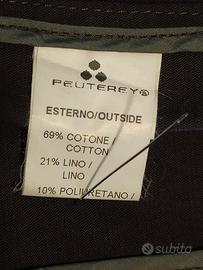 PEUTEREY®
ESTERNO/OUTSIDE
69% COTONE /
COTTON
21% LINO /
LINO
10% POLIURETANO /
subito